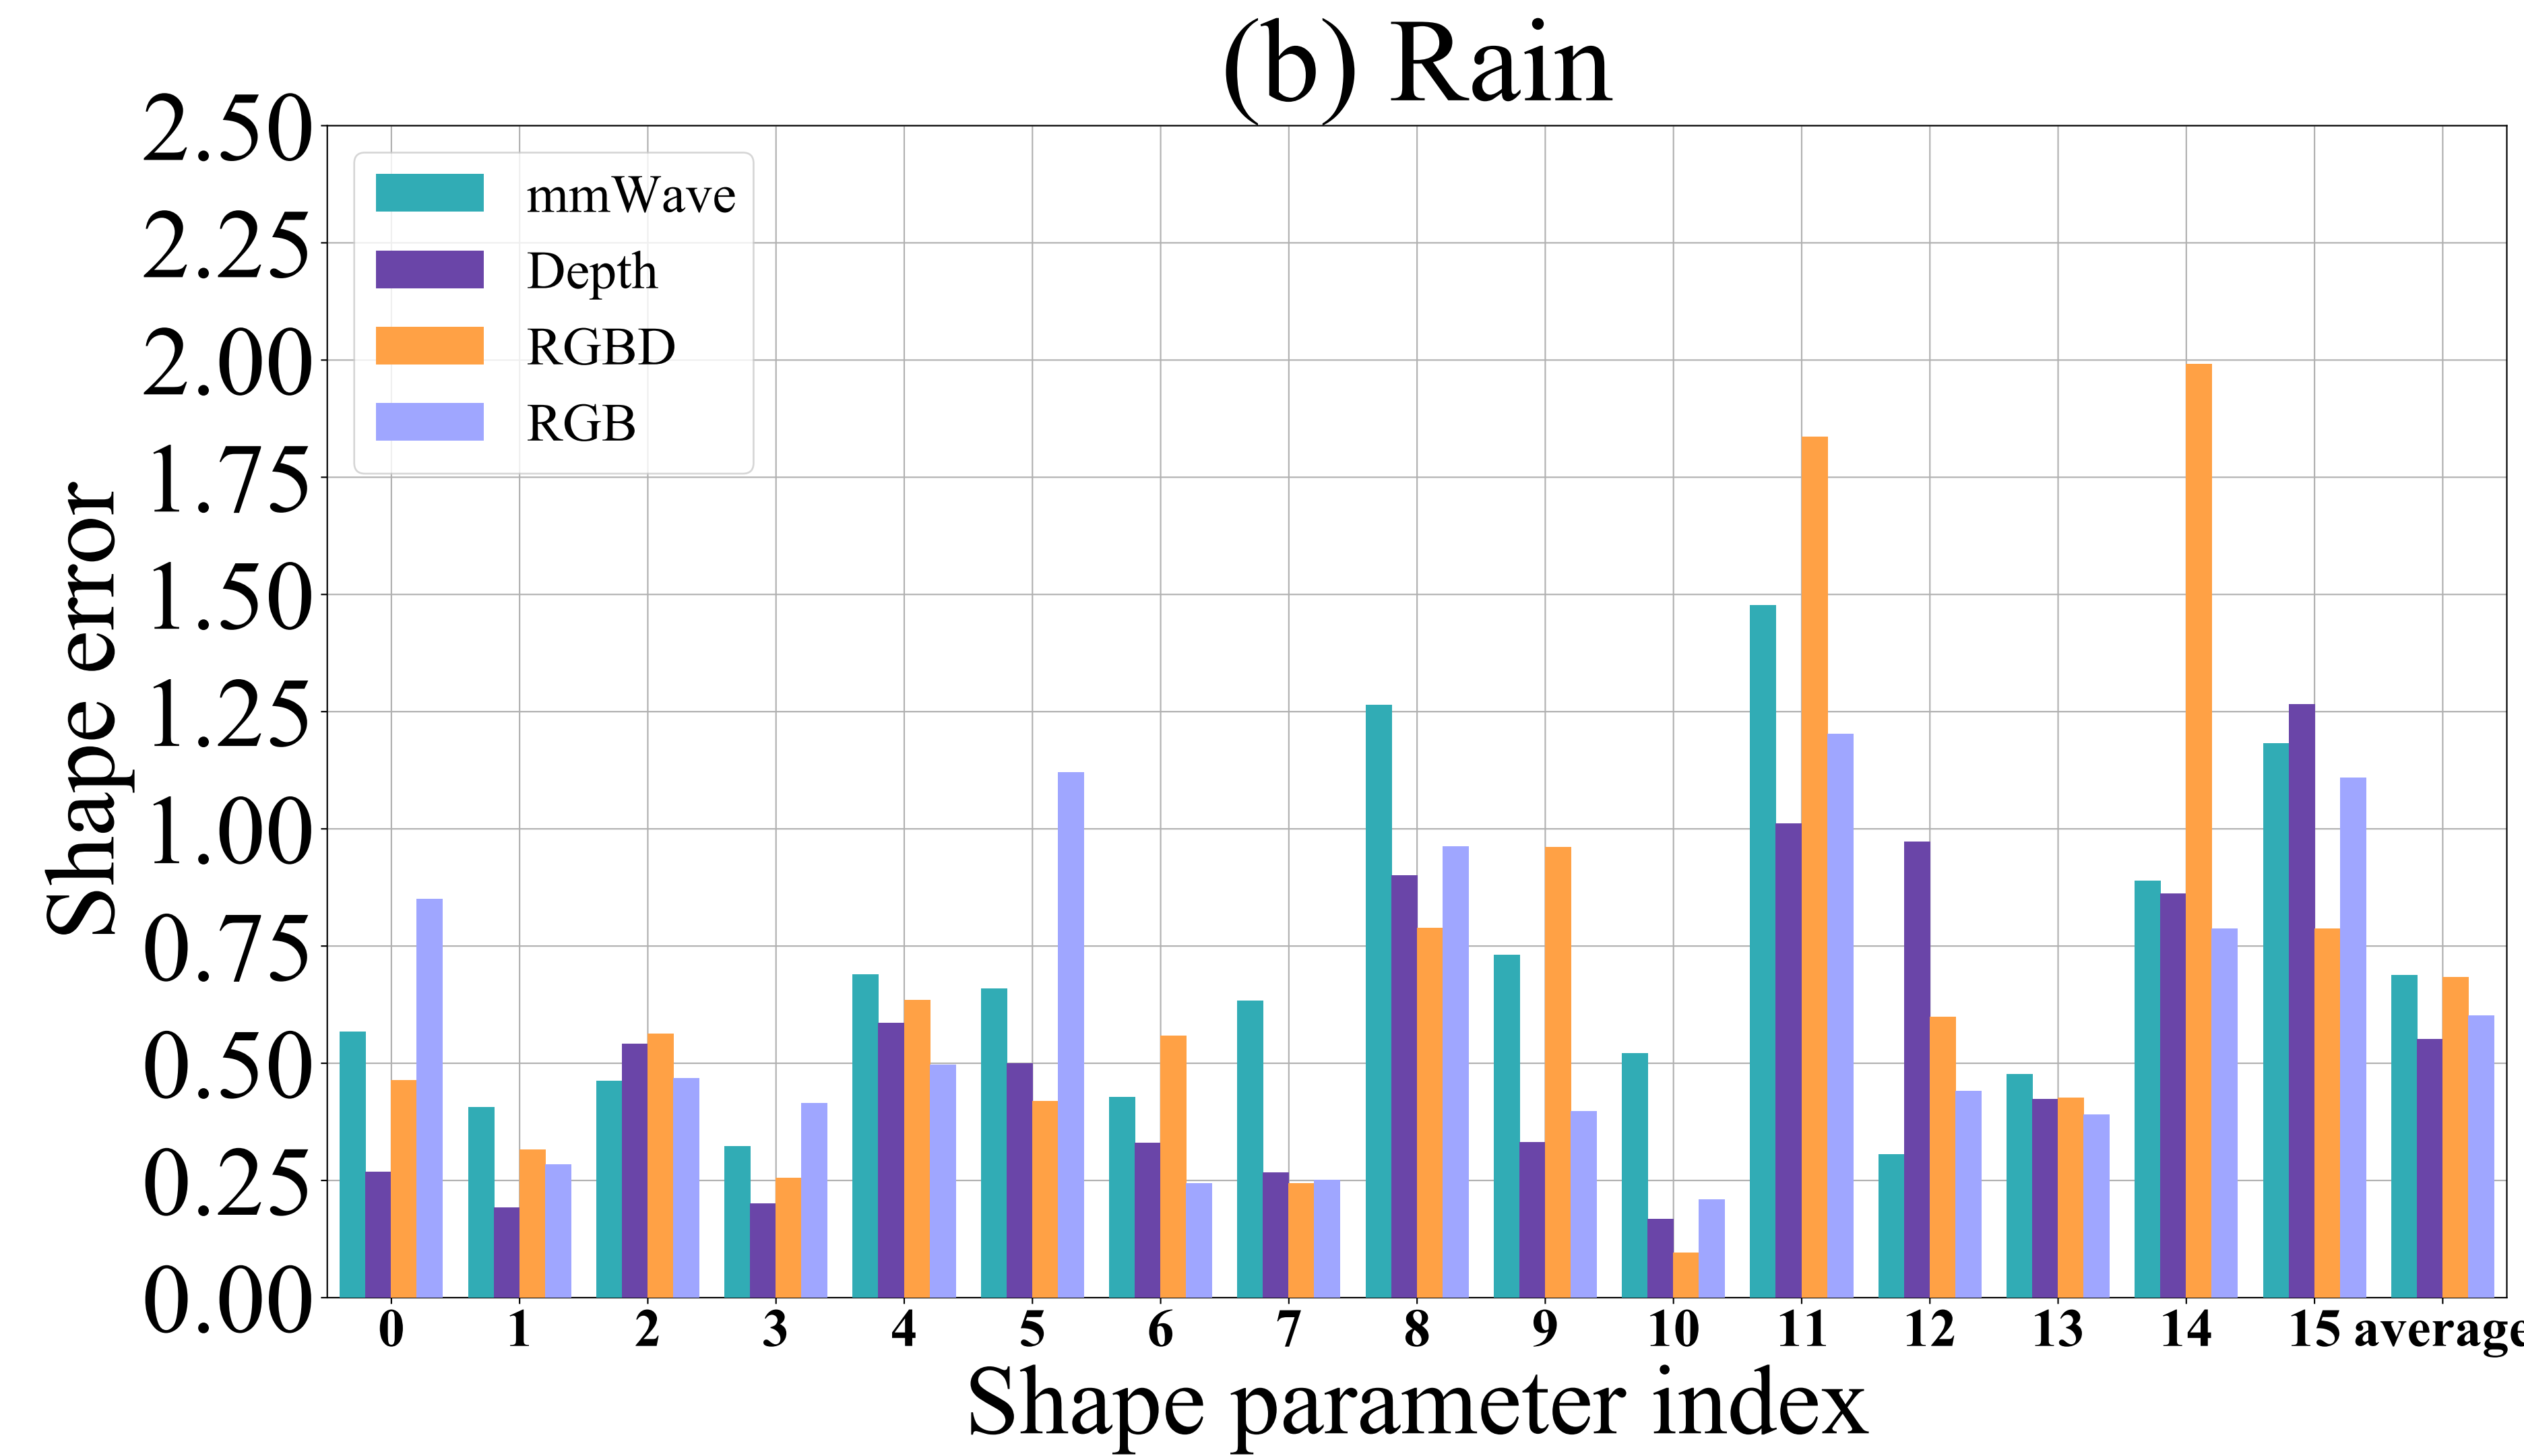 (b) Rain
2.50
2.25
2.00
1.75
1.50
1.25
1.00
0.75
0.50
0.25
0.00
Shape error
mmWave
Depth
RGBD
RGB
0 1 2 3 4 5 6 7 8 9 10 11 12 13 14 15 average
Shape parameter index